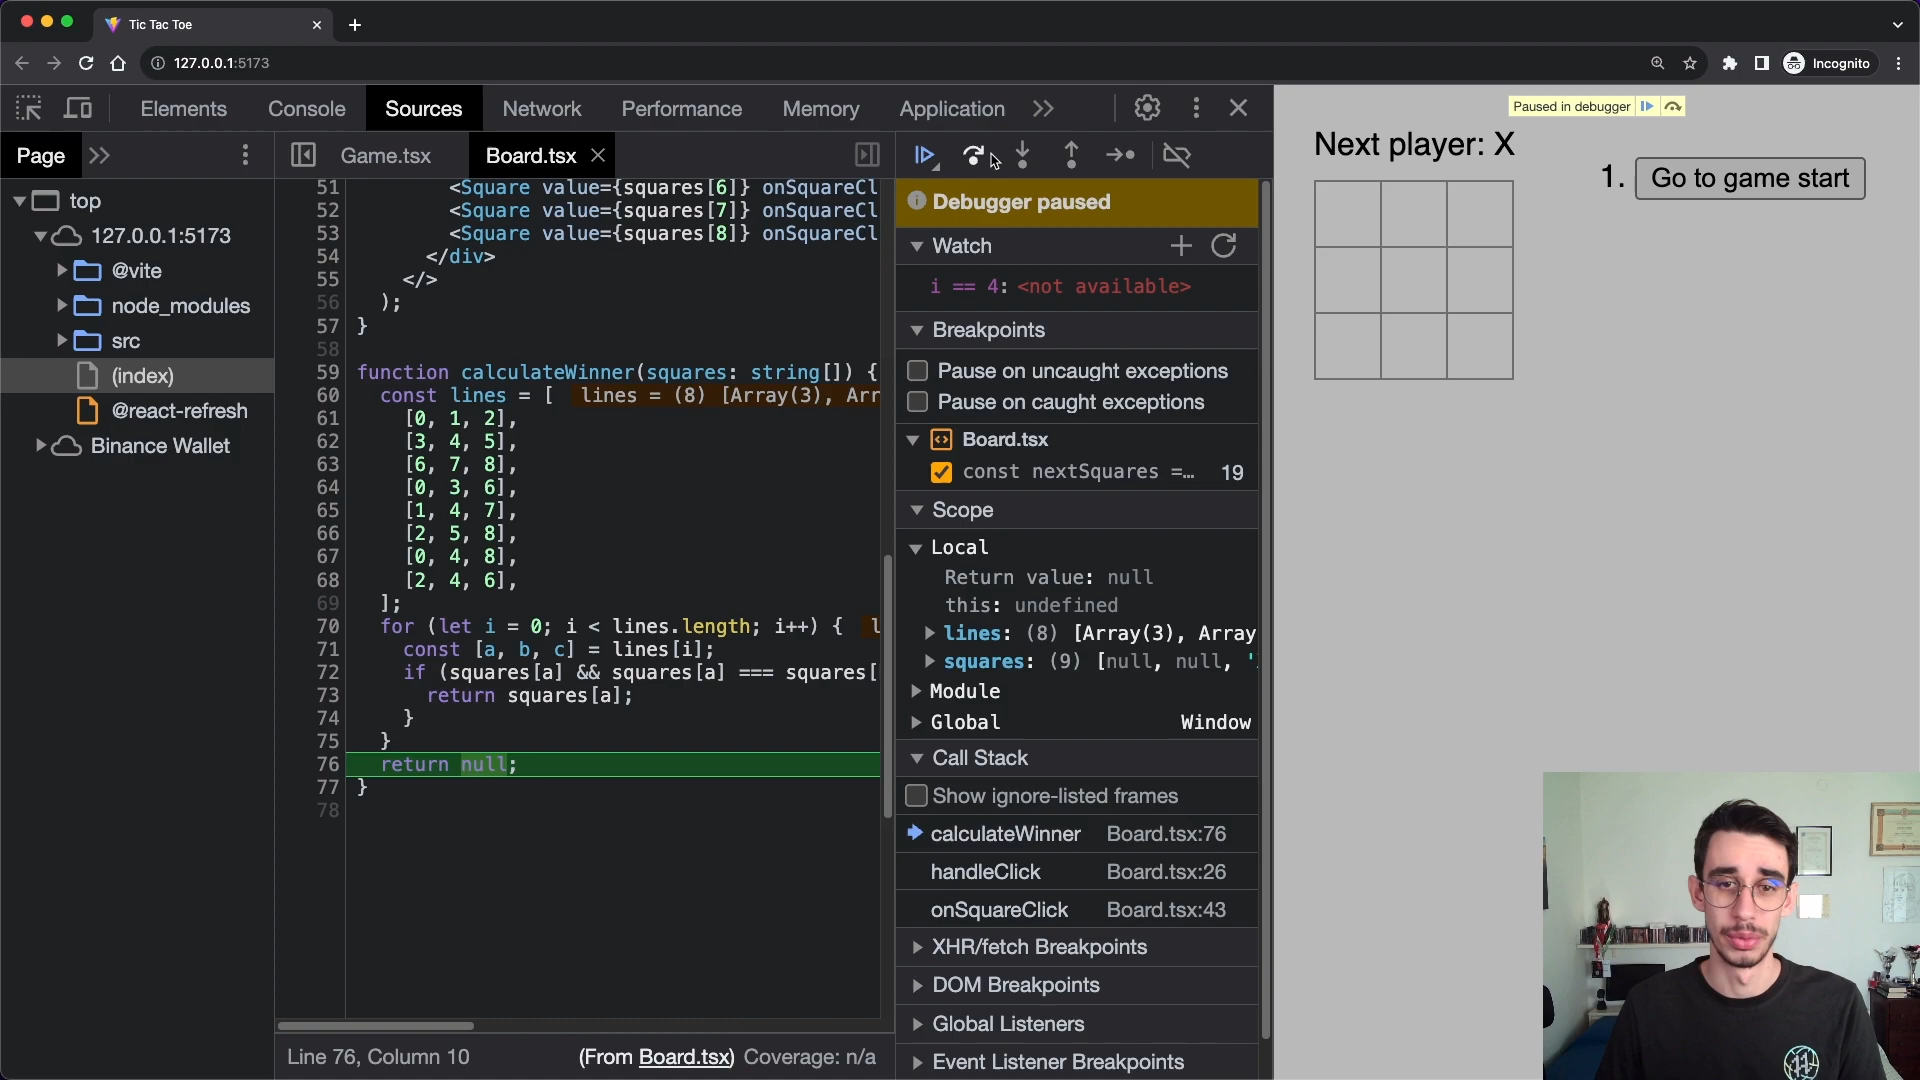 Tic Tac Toe
127.0.0.1:5173
Incognito
Elements Console Sources Network Performance Memory Application
Paused in debugger
Page
Game.tsx
Board.tsx
top
127.0.0.1:5173
@vite
node_modules
src
(index)
@react-refresh
Binance Wallet
51 <Square value={squares[6]} onSquareCl
52 <Square value={squares[7]} onSquareCl
53 <Square value={squares[8]} onSquareCl
54 </div>
55 </>
56 );
57 }
58
59 function calculateWinner(squares: string[]) {
60 const lines = [ lines = (8) [Array(3), Arr
61 [0, 1, 2],
62 [3, 4, 5],
63 [6, 7, 8],
64 [0, 3, 6],
65 [1, 4, 7],
66 [2, 5, 8],
67 [0, 4, 8],
68 [2, 4, 6],
69 ];
70 for (let i = 0; i < lines.length; i++) { l
71 const [a, b, c] = lines[i];
72 if (squares[a] && squares[a] === squares[
73 return squares[a];
74 }
75 }
76 return null;
77 }
78
Line 76, Column 10
(From Board.tsx) Coverage: n/a
Debugger paused
Watch
i == 4: <not available>
Breakpoints
Pause on uncaught exceptions
Pause on caught exceptions
Board.tsx
const nextSquares =… 19
Scope
Local
Return value: null
this: undefined
lines: (8) [Array(3), Array
squares: (9) [null, null, '
Module
Global Window
Call Stack
Show ignore-listed frames
calculateWinner Board.tsx:76
handleClick Board.tsx:26
onSquareClick Board.tsx:43
XHR/fetch Breakpoints
DOM Breakpoints
Global Listeners
Event Listener Breakpoints
Next player: X
1. Go to game start